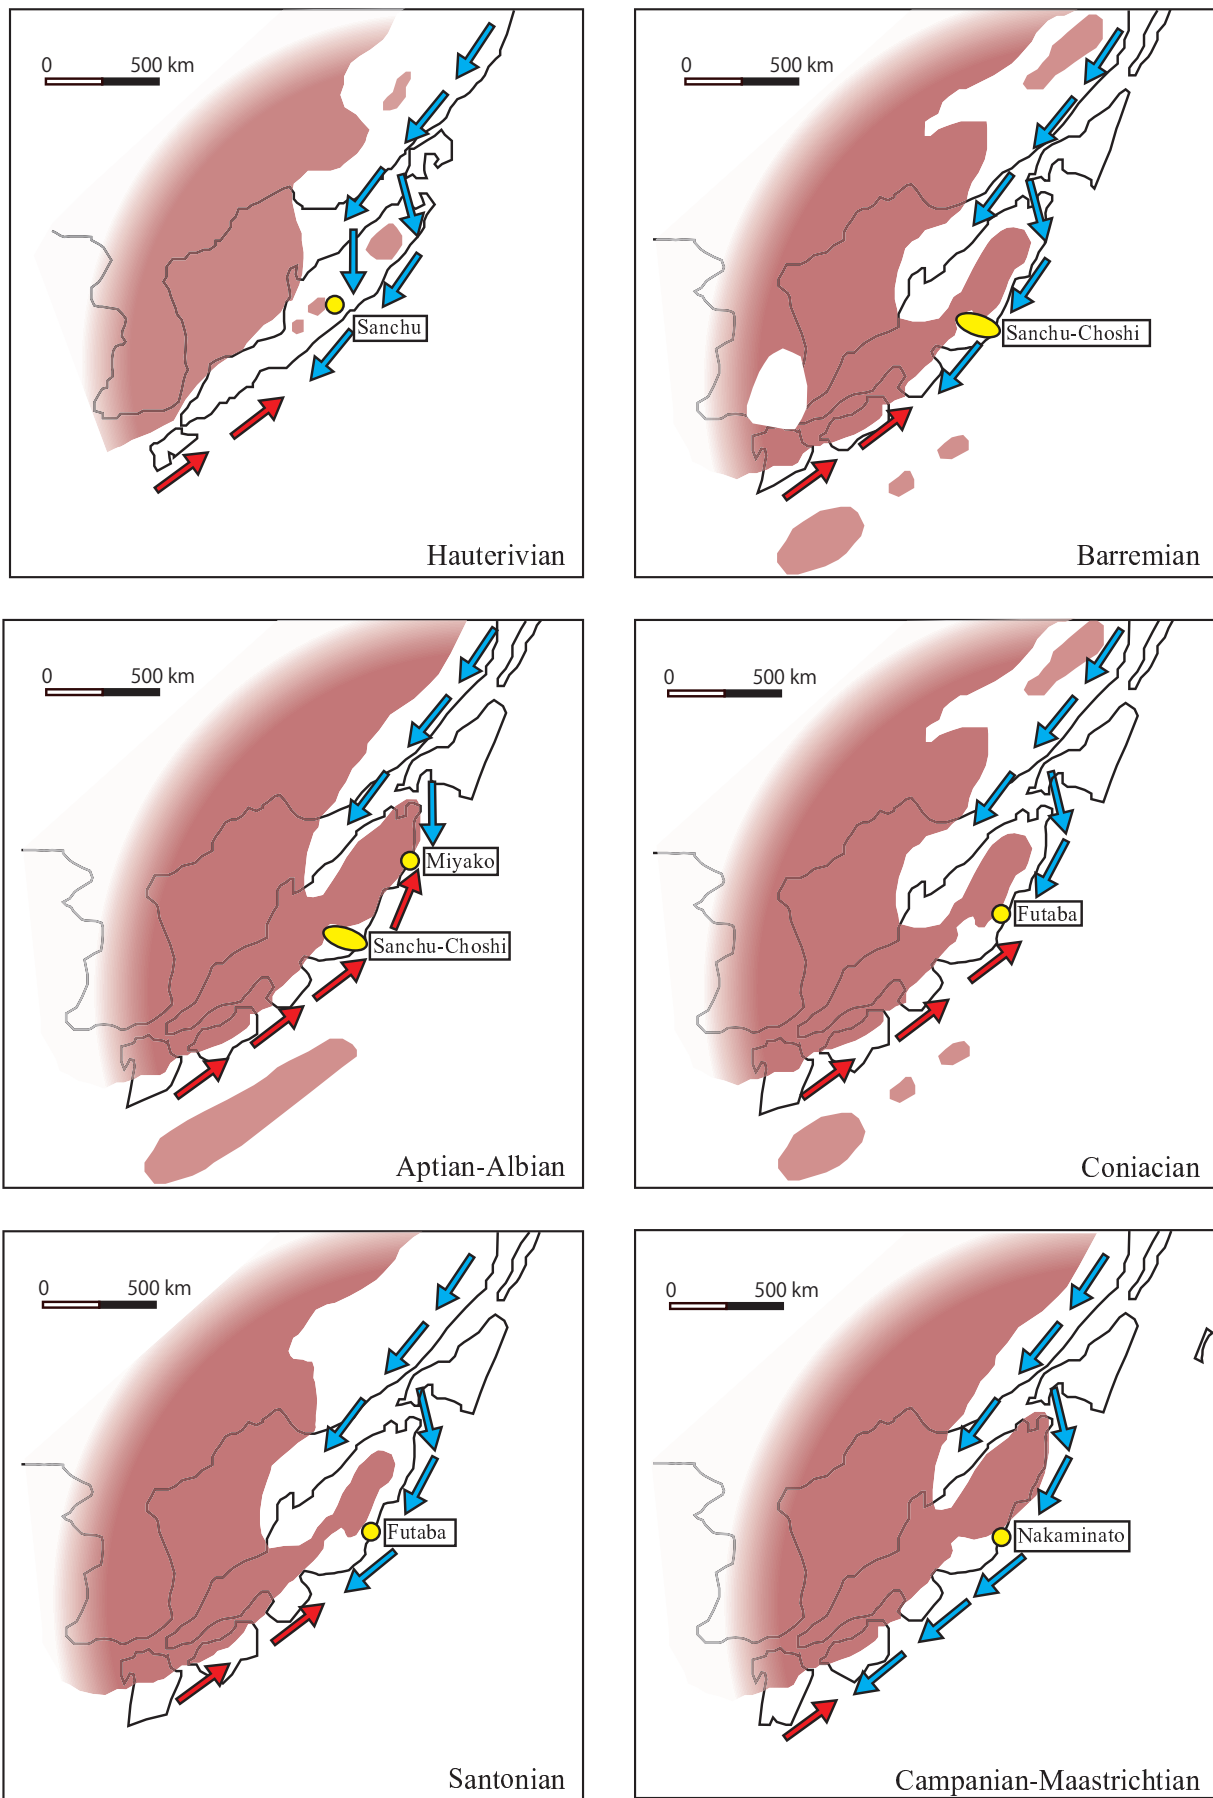 0 500 km
Sanchu
Hauterivian
0 500 km
Sanchu-Choshi
Barremian
0 500 km
Miyako
Sanchu-Choshi
Aptian-Albian
0 500 km
Futaba
Coniacian
0 500 km
Futaba
Santonian
0 500 km
Nakaminato
Campanian-Maastrichtian